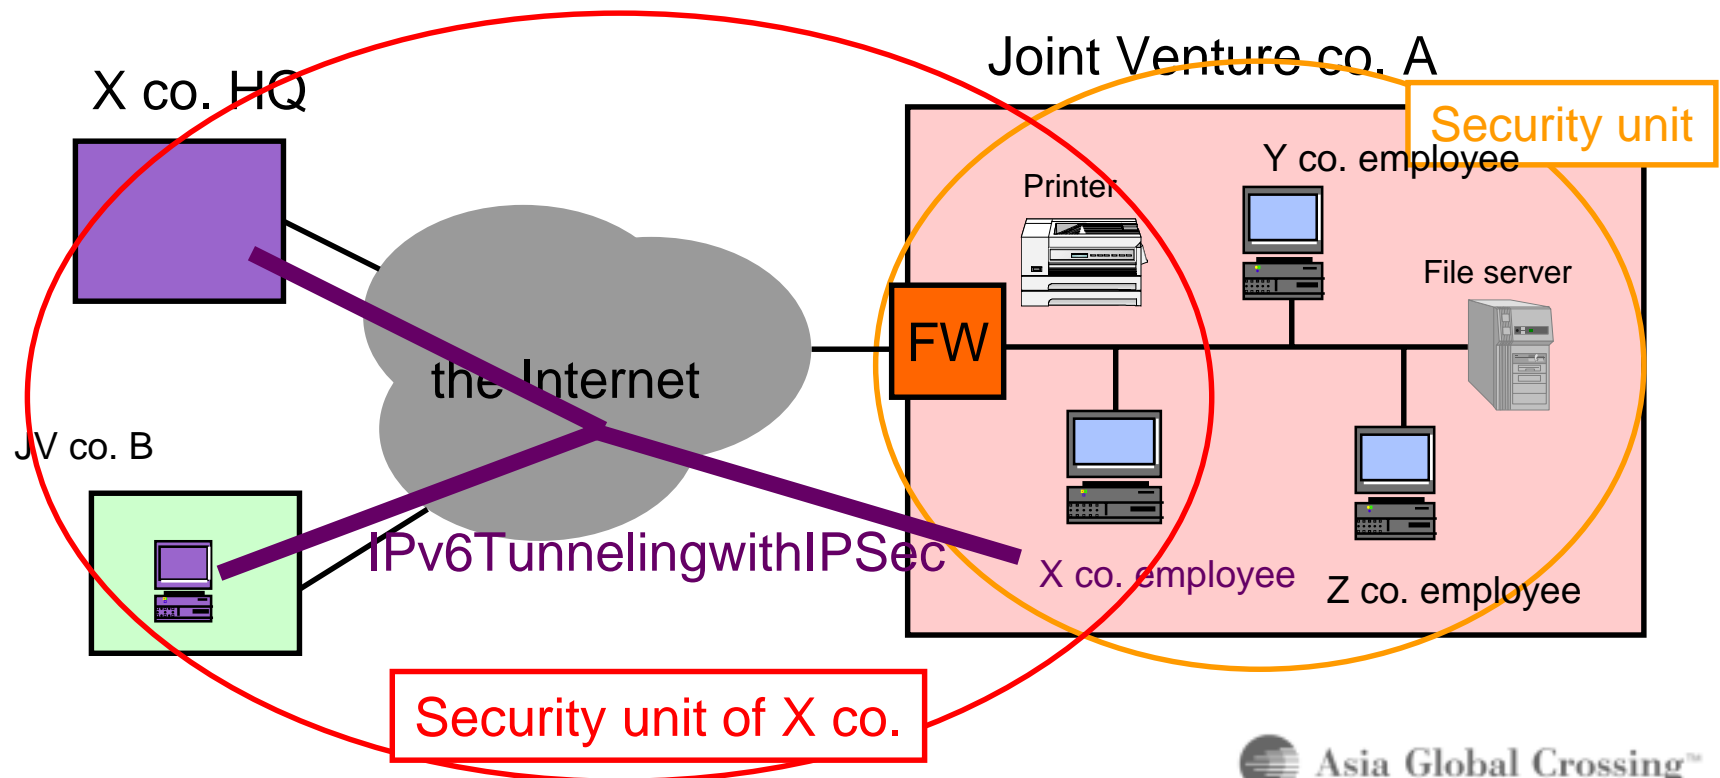 Joint Venture co. A
X co. HQ
Security unit
Y co. employee
Printer
File server
FW
the Internet
JV co. B
IPv6TunnelingwithIPSec
X co. employee
Z co. employee
Security unit of X co.
Asia Global Crossing™